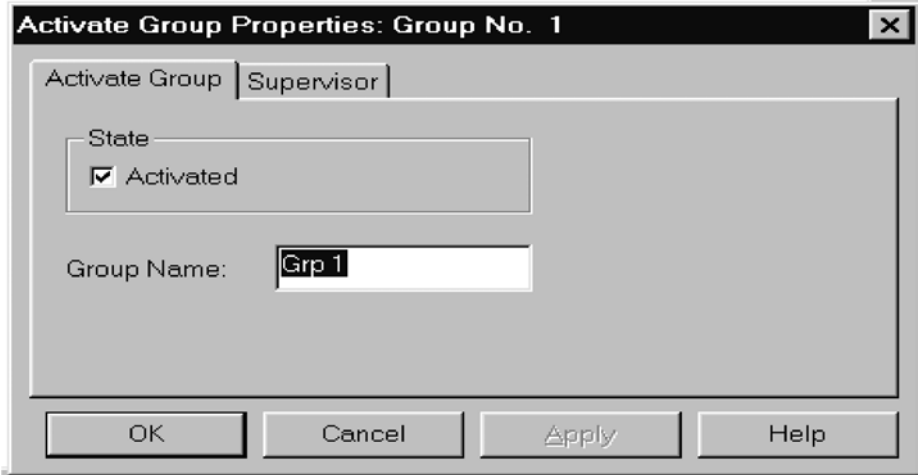 Activate Group Properties: Group No. 1
Activate Group Supervisor
State
Activated
Group Name: Grp 1
OK Cancel Apply Help